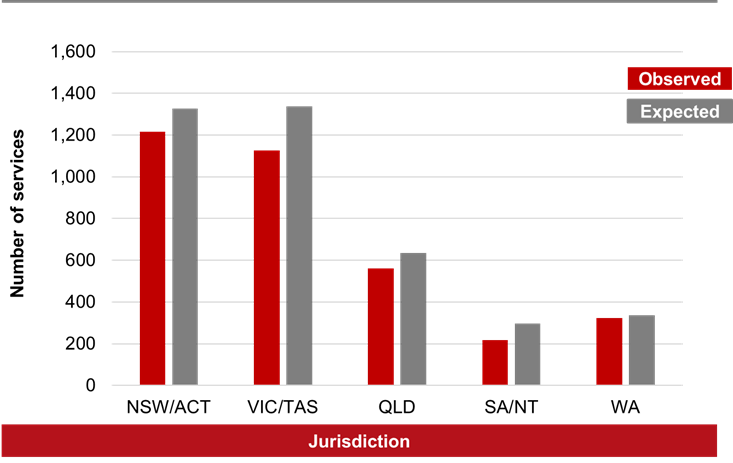 1,600
1,400
1,200
1,000
800
600
400
200
0
Number of services
Observed
Expected
NSW/ACT VIC/TAS QLD SA/NT WA
Jurisdiction